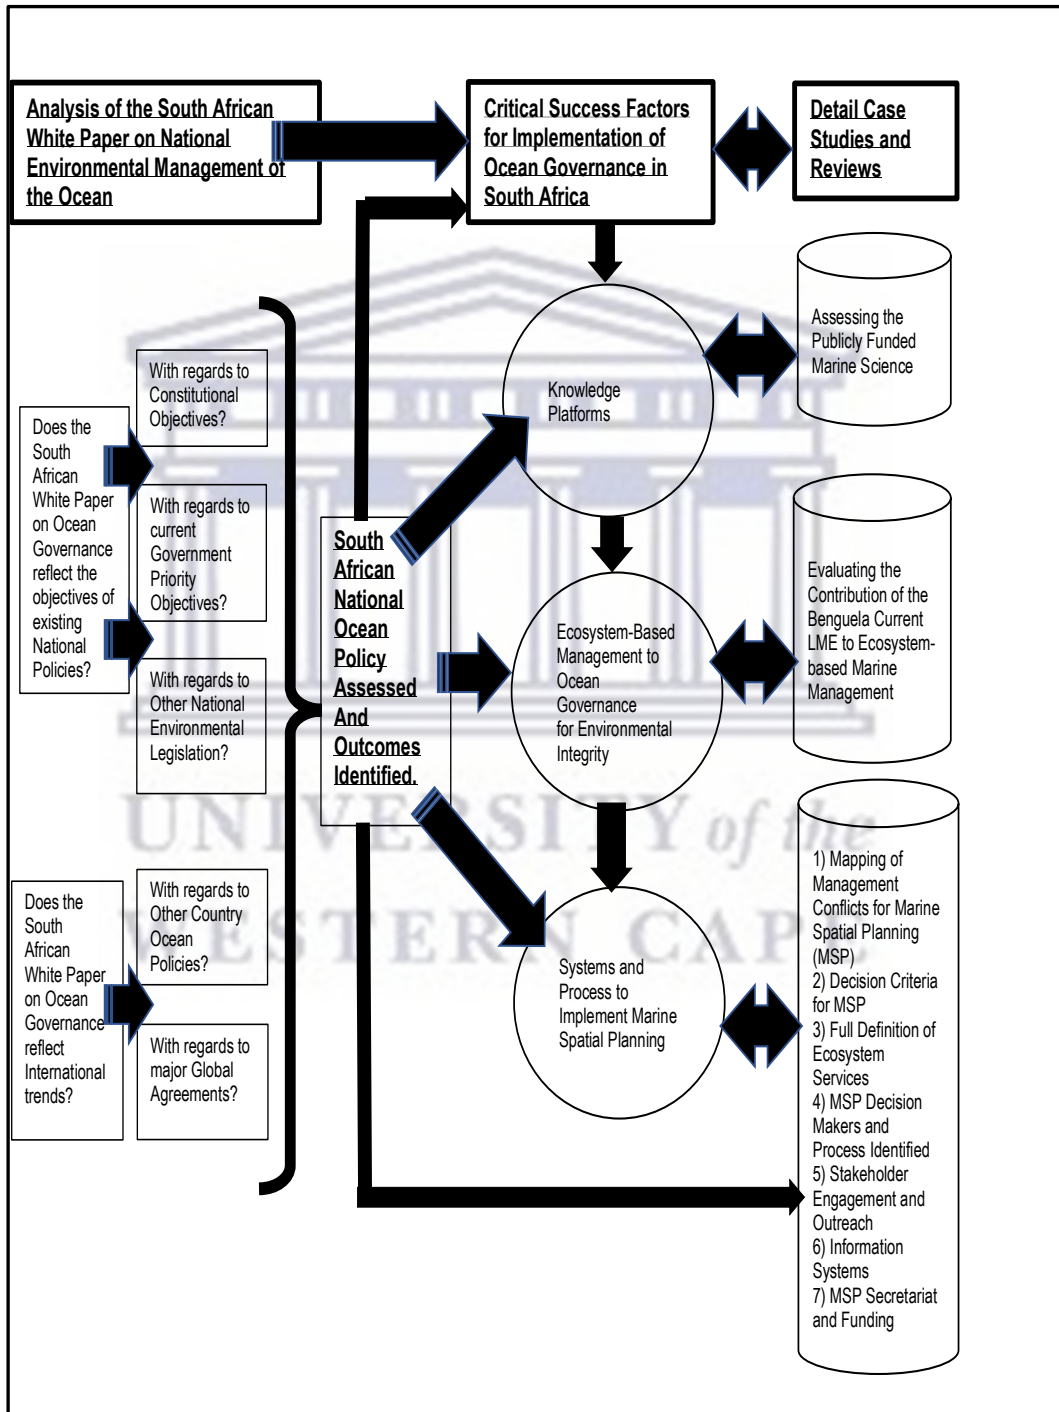 Analysis of the South African
White Paper on National
Environmental Management of
the Ocean
Critical Success Factors
for Implementation of
Ocean Governance in
South Africa
Detail Case
Studies and
Reviews
Does the
South
African
White Paper
on Ocean
Governance
reflect the
objectives of
existing
National
Policies?
With regards to
Constitutional
Objectives?
With regards to
current
Government
Priority
Objectives?
With regards to
Other National
Environmental
Legislation?
Does the
South
African
White Paper
on Ocean
Governance
reflect
International
trends?
With regards to
Other Country
Ocean
Policies?
With regards to
major Global
Agreements?
South
African
National
Ocean
Policy
Assessed
And
Outcomes
Identified.
Knowledge
Platforms
Ecosystem-Based
Management to
Ocean
Governance
for Environmental
Integrity
Systems and
Process to
Implement Marine
Spatial Planning
Assessing the
Publicly Funded
Marine Science
Evaluating the
Contribution of the
Benguela Current
LME to Ecosystem-
based Marine
Management
1) Mapping of
Management
Conflicts for Marine
Spatial Planning
(MSP)
2) Decision Criteria
for MSP
3) Full Definition of
Ecosystem
Services
4) MSP Decision
Makers and
Process Identified
5) Stakeholder
Engagement and
Outreach
6) Information
Systems
7) MSP Secretariat
and Funding
UNIVERSITY of the
WESTERN CAPE